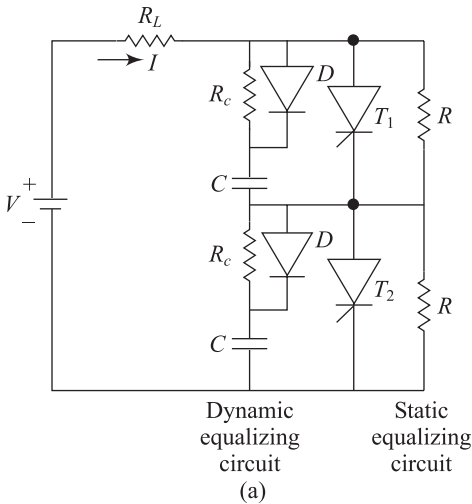 R_L
I
R_c
D
T_1
R
C
V
+
–
R_c
D
T_2
R
C
Dynamic
equalizing
circuit
Static
equalizing
circuit
(a)